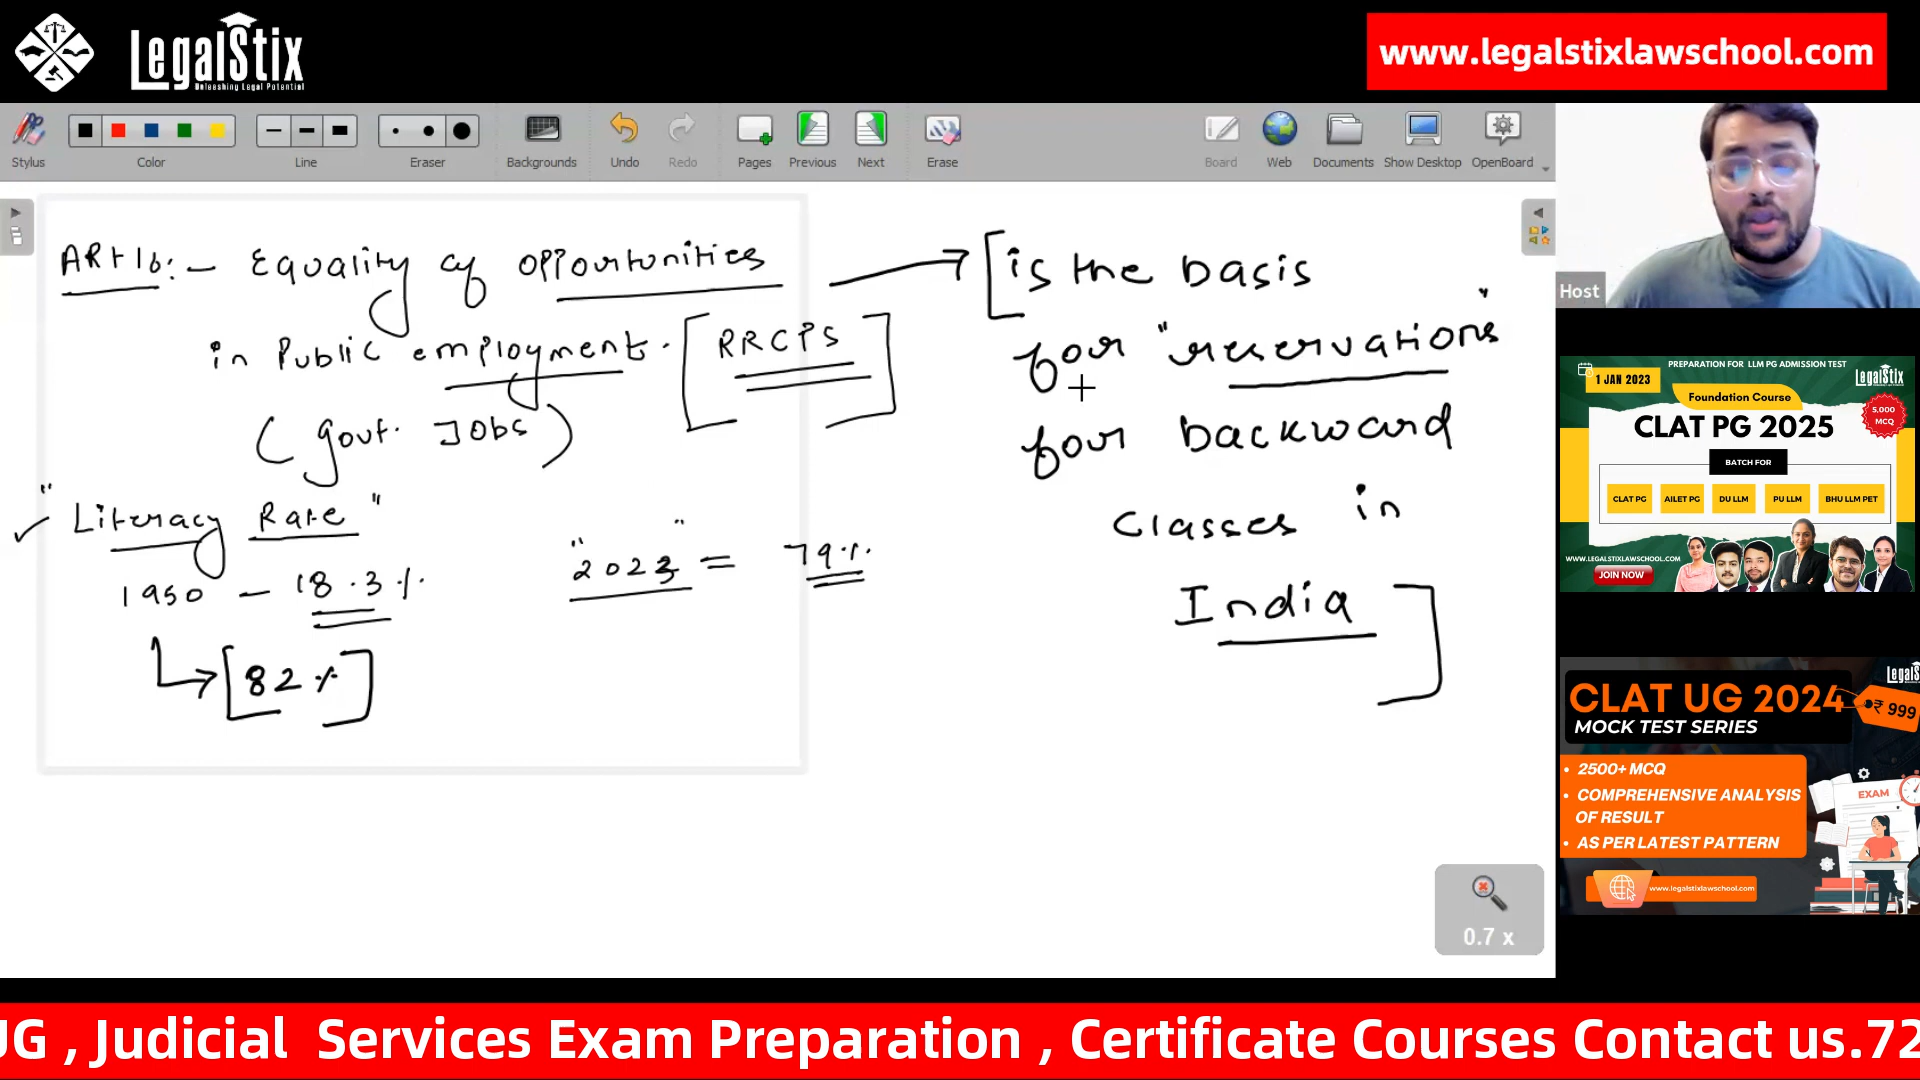 LegalStix
Unleashing Legal Potential
www.legalstixlawschool.com
Stylus
Color
Line
Eraser
Backgrounds
Undo
Redo
Pages
Previous
Next
Erase
Board
Web
Documents
Show Desktop
OpenBoard
ART 16:- Equality of opportunities
in Public employment. [RRCPS]
(govt. Jobs)
"Literacy Rate"
1950 - 18.3%
[82%]
"2023" = 79%
[is the basis
for "reservations"
for backward
classes in
India]
0.7 x
Host
1 JAN 2023
PREPARATION FOR LLM PG ADMISSION TEST
LegalStix
Foundation Course
5,000
MCQ
CLAT PG 2025
BATCH FOR
CLAT PG
AILET PG
DU LLM
PU LLM
BHU LLM PET
WWW.LEGALSTIXLAWSCHOOL.COM
JOIN NOW
CLAT UG 2024
₹ 999
MOCK TEST SERIES
• 2500+ MCQ
• COMPREHENSIVE ANALYSIS
OF RESULT
• AS PER LATEST PATTERN
EXAM
www.legalstixlawschool.com
UG , Judicial Services Exam Preparation , Certificate Courses Contact us.72